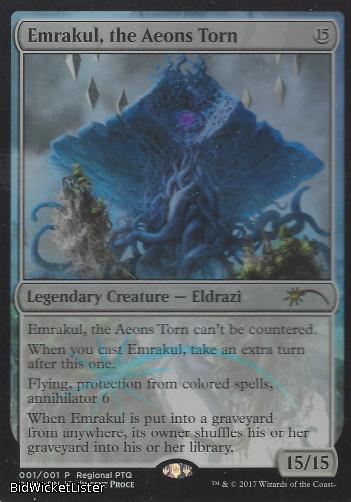 Emrakul, the Aeons Torn 15
Legendary Creature — Eldrazi
Emrakul, the Aeons Torn can't be countered.
When you cast Emrakul, take an extra turn
after this one.
Flying, protection from colored spells,
annihilator 6
When Emrakul is put into a graveyard
from anywhere, its owner shuffles his or her
graveyard into his or her library.
15/15
001/001 P Regional PTQ
™ & © 2017 Wizards of the Coast
BidWicketLister